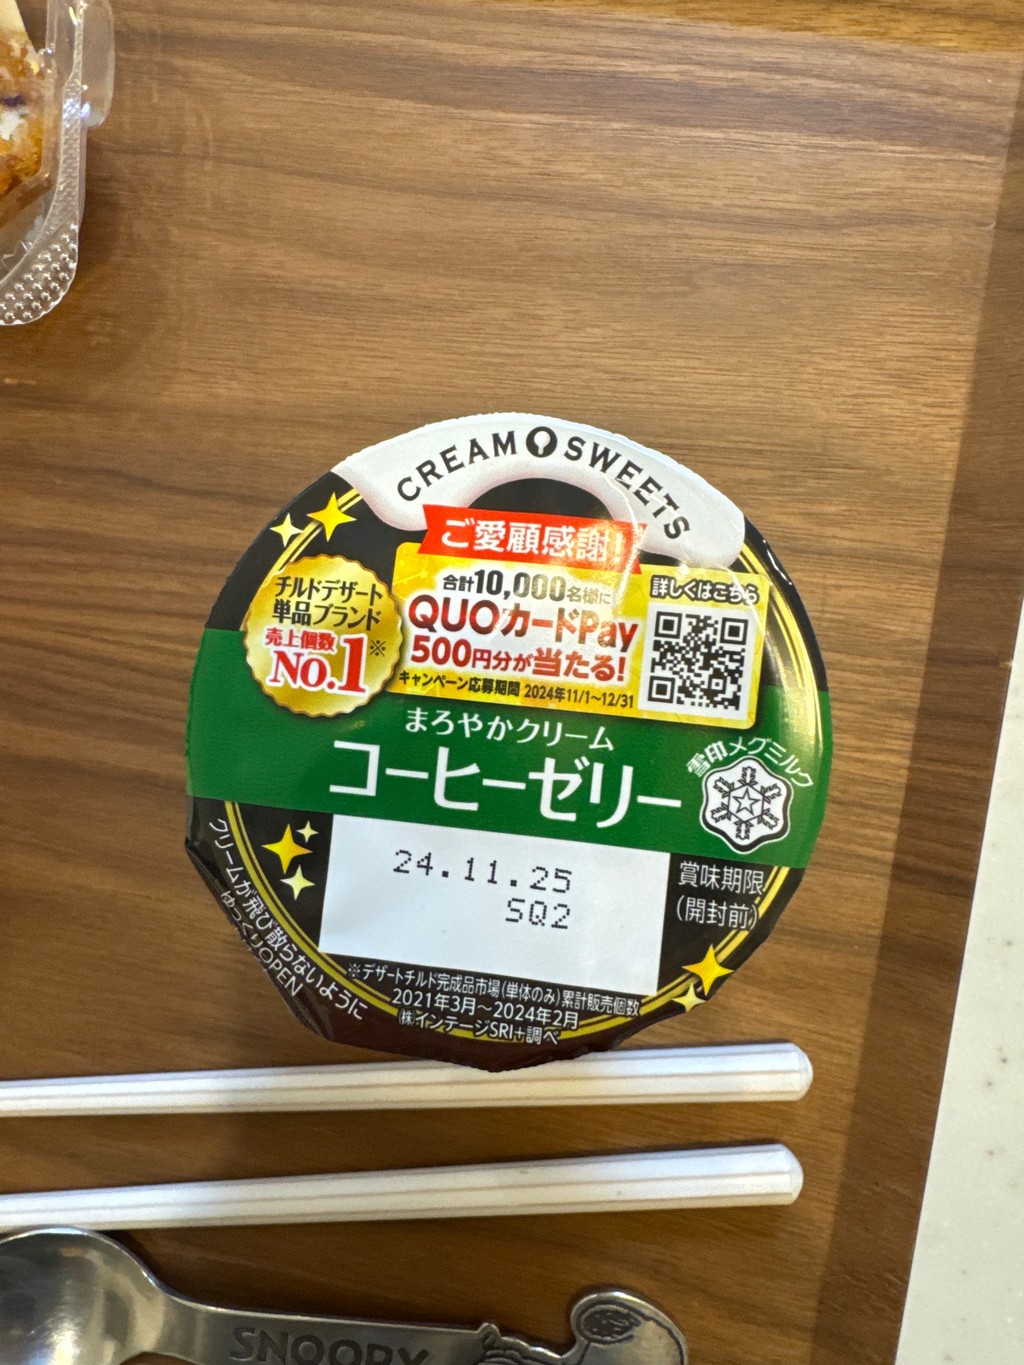 CREAM SWEETS
ご愛顧感謝!
チルドデザート
単品ブランド
売上個数
No.1※
合計10,000名様に
QUOカードPay
500円分が当たる!
キャンペーン応募期間 2024年11/1〜12/31
詳しくはこちら
まろやかクリーム
コーヒーゼリー
雪印メグミルク
24.11.25
SQ2
賞味期限
(開封前)
クリームが飛び散らないように
ゆっくりOPEN
※デザートチルド完成品市場(単体のみ)累計販売個数
2021年3月〜2024年2月
㈱インテージSRI+調べ
SNOOPY